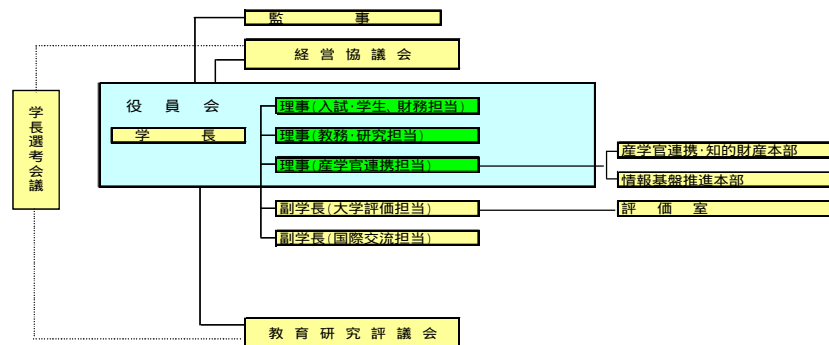 監　　　事
経 営 協 議 会
学長選考会議
役 員 会
学　　　長
理事(入試・学生、財務担当)
理事(教務・研究担当)
理事(産学官連携担当)
産学官連携・知的財産本部
情報基盤推進本部
副学長(大学評価担当)
評　価　室
副学長(国際交流担当)
教 育 研 究 評 議 会